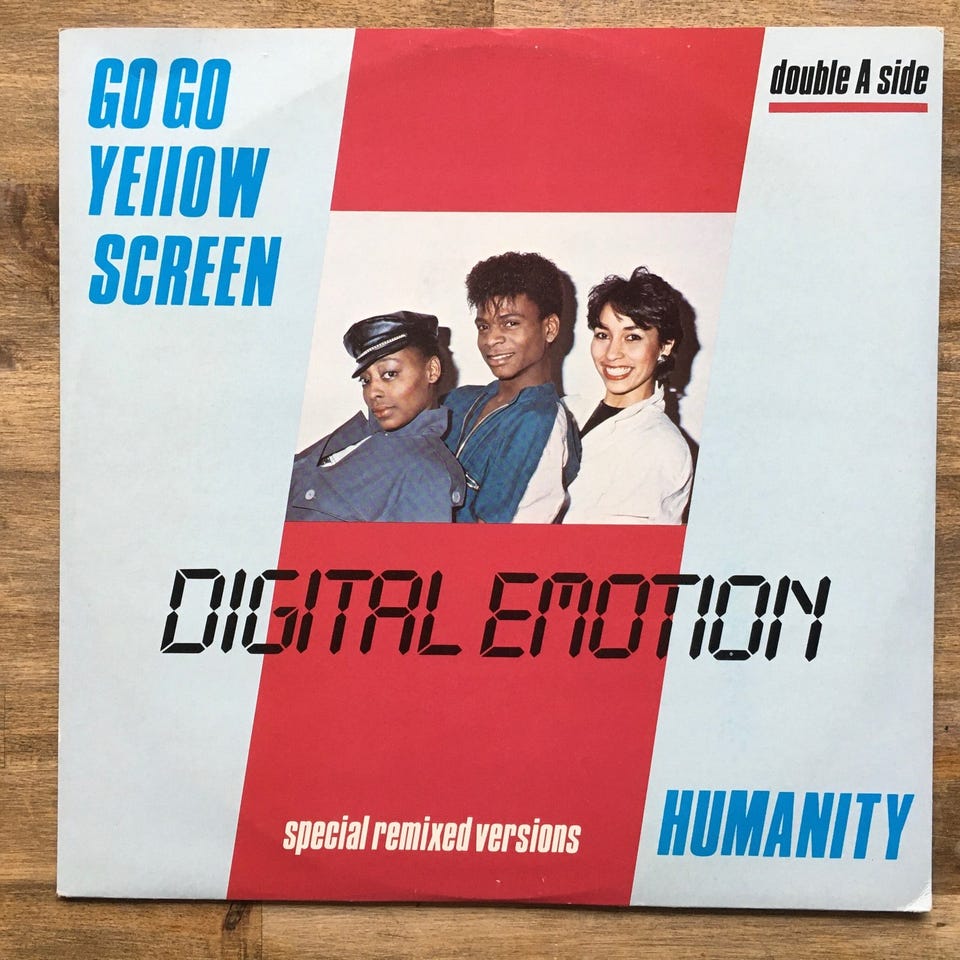 GO GO
YEllOW
SCREEN
double A side
DIGITAL EMOTION
special remixed versions
HUMANITY